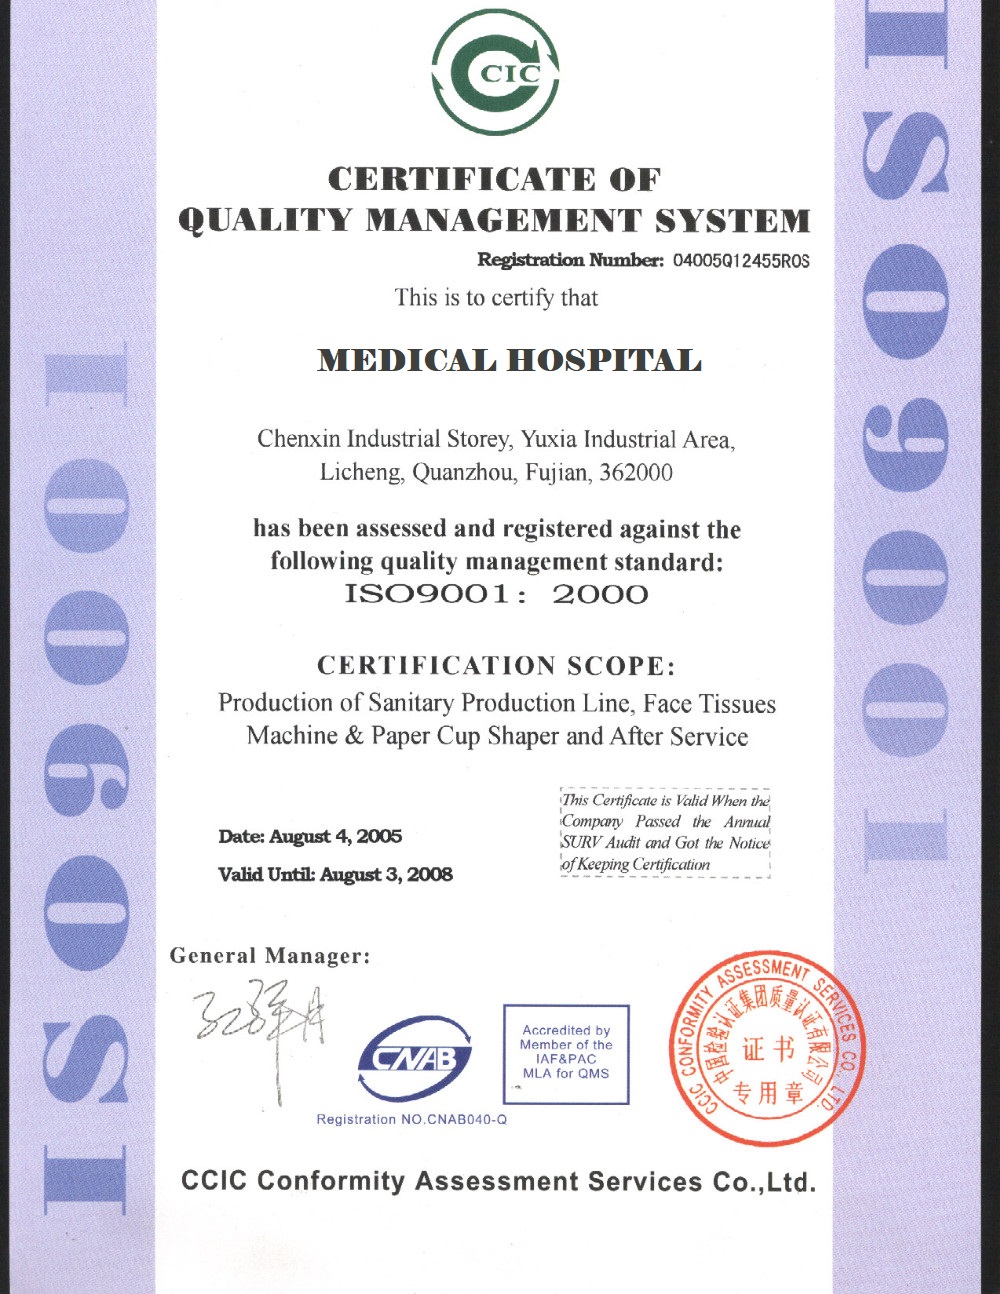 CCIC
CERTIFICATE OF
QUALITY MANAGEMENT SYSTEM
Registration Number: 04005Q12455R0S
This is to certify that
MEDICAL HOSPITAL
Chenxin Industrial Storey, Yuxia Industrial Area,
Licheng, Quanzhou, Fujian, 362000
has been assessed and registered against the
following quality management standard:
ISO9001: 2000
CERTIFICATION SCOPE:
Production of Sanitary Production Line, Face Tissues
Machine & Paper Cup Shaper and After Service
Date: August 4, 2005
Valid Until: August 3, 2008
This Certificate is Valid When the
Company Passed the Annual
SURV Audit and Got the Notice
of Keeping Certification
General Manager:
CNAB
Registration NO.CNAB040-Q
Accredited by
Member of the
IAF&PAC
MLA for QMS
CCIC CONFORMITY ASSESSMENT SERVICES CO., LTD.
中国检验认证集团质量认证有限公司
证书
专用章
CCIC Conformity Assessment Services Co.,Ltd.
ISO9001
ISO9001